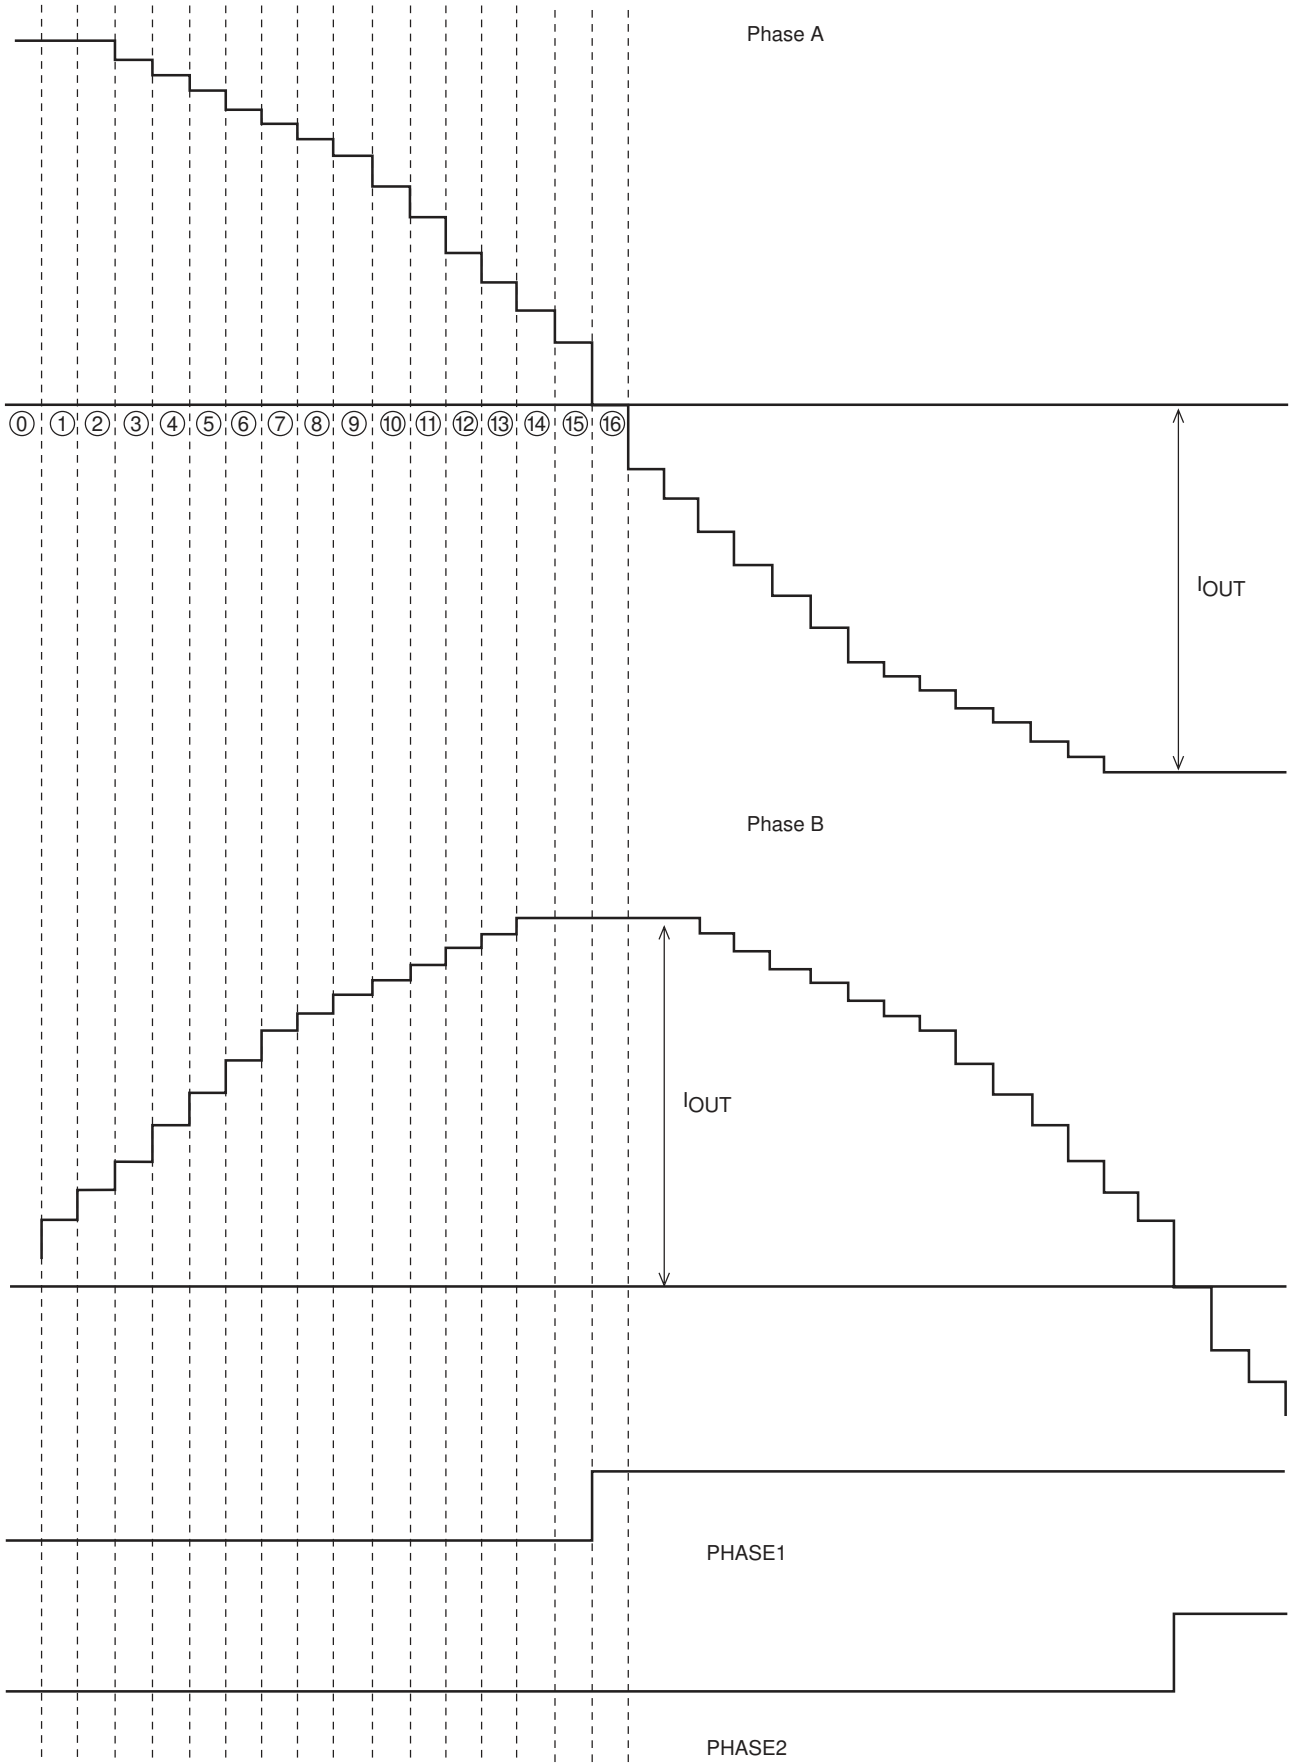 Phase A
⓪ ① ② ③ ④ ⑤ ⑥ ⑦ ⑧ ⑨ ⑩ ⑪ ⑫ ⑬ ⑭ ⑮ ⑯
IOUT
Phase B
IOUT
PHASE1
PHASE2